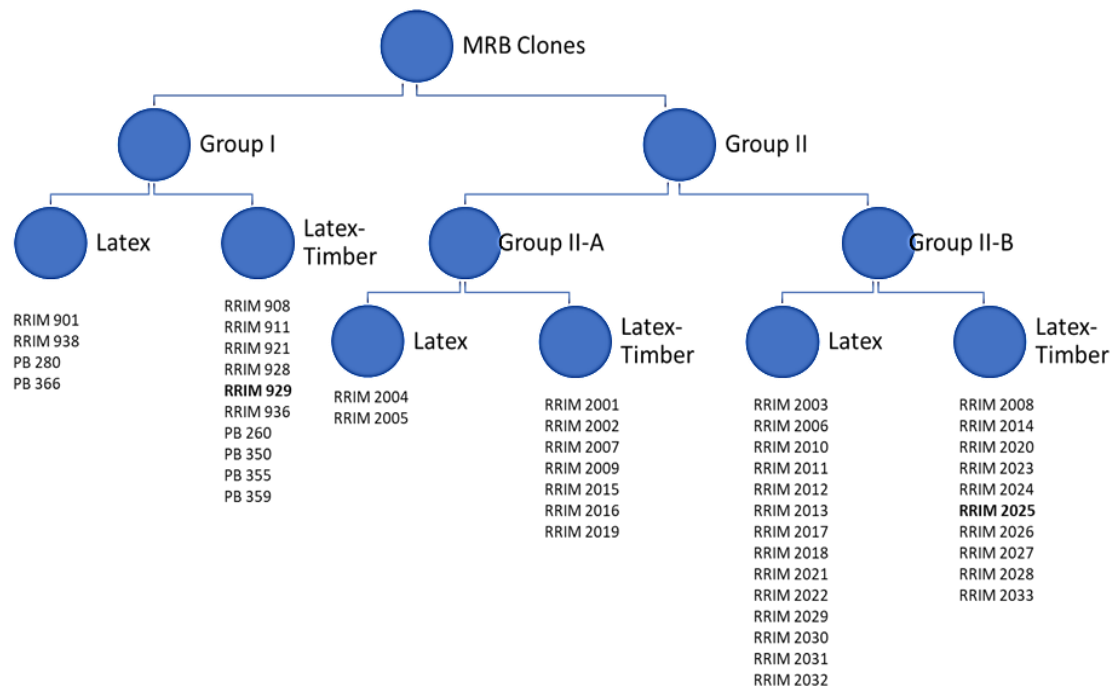 MRB Clones
Group I
Group II
Latex
Latex-
Timber
Group II-A
Group II-B
RRIM 901
RRIM 938
PB 280
PB 366
RRIM 908
RRIM 911
RRIM 921
RRIM 928
RRIM 929
RRIM 936
PB 260
PB 350
PB 355
PB 359
Latex
Latex-
Timber
Latex
Latex-
Timber
RRIM 2004
RRIM 2005
RRIM 2001
RRIM 2002
RRIM 2007
RRIM 2009
RRIM 2015
RRIM 2016
RRIM 2019
RRIM 2003
RRIM 2006
RRIM 2010
RRIM 2011
RRIM 2012
RRIM 2013
RRIM 2017
RRIM 2018
RRIM 2021
RRIM 2022
RRIM 2029
RRIM 2030
RRIM 2031
RRIM 2032
RRIM 2008
RRIM 2014
RRIM 2020
RRIM 2023
RRIM 2024
RRIM 2025
RRIM 2026
RRIM 2027
RRIM 2028
RRIM 2033